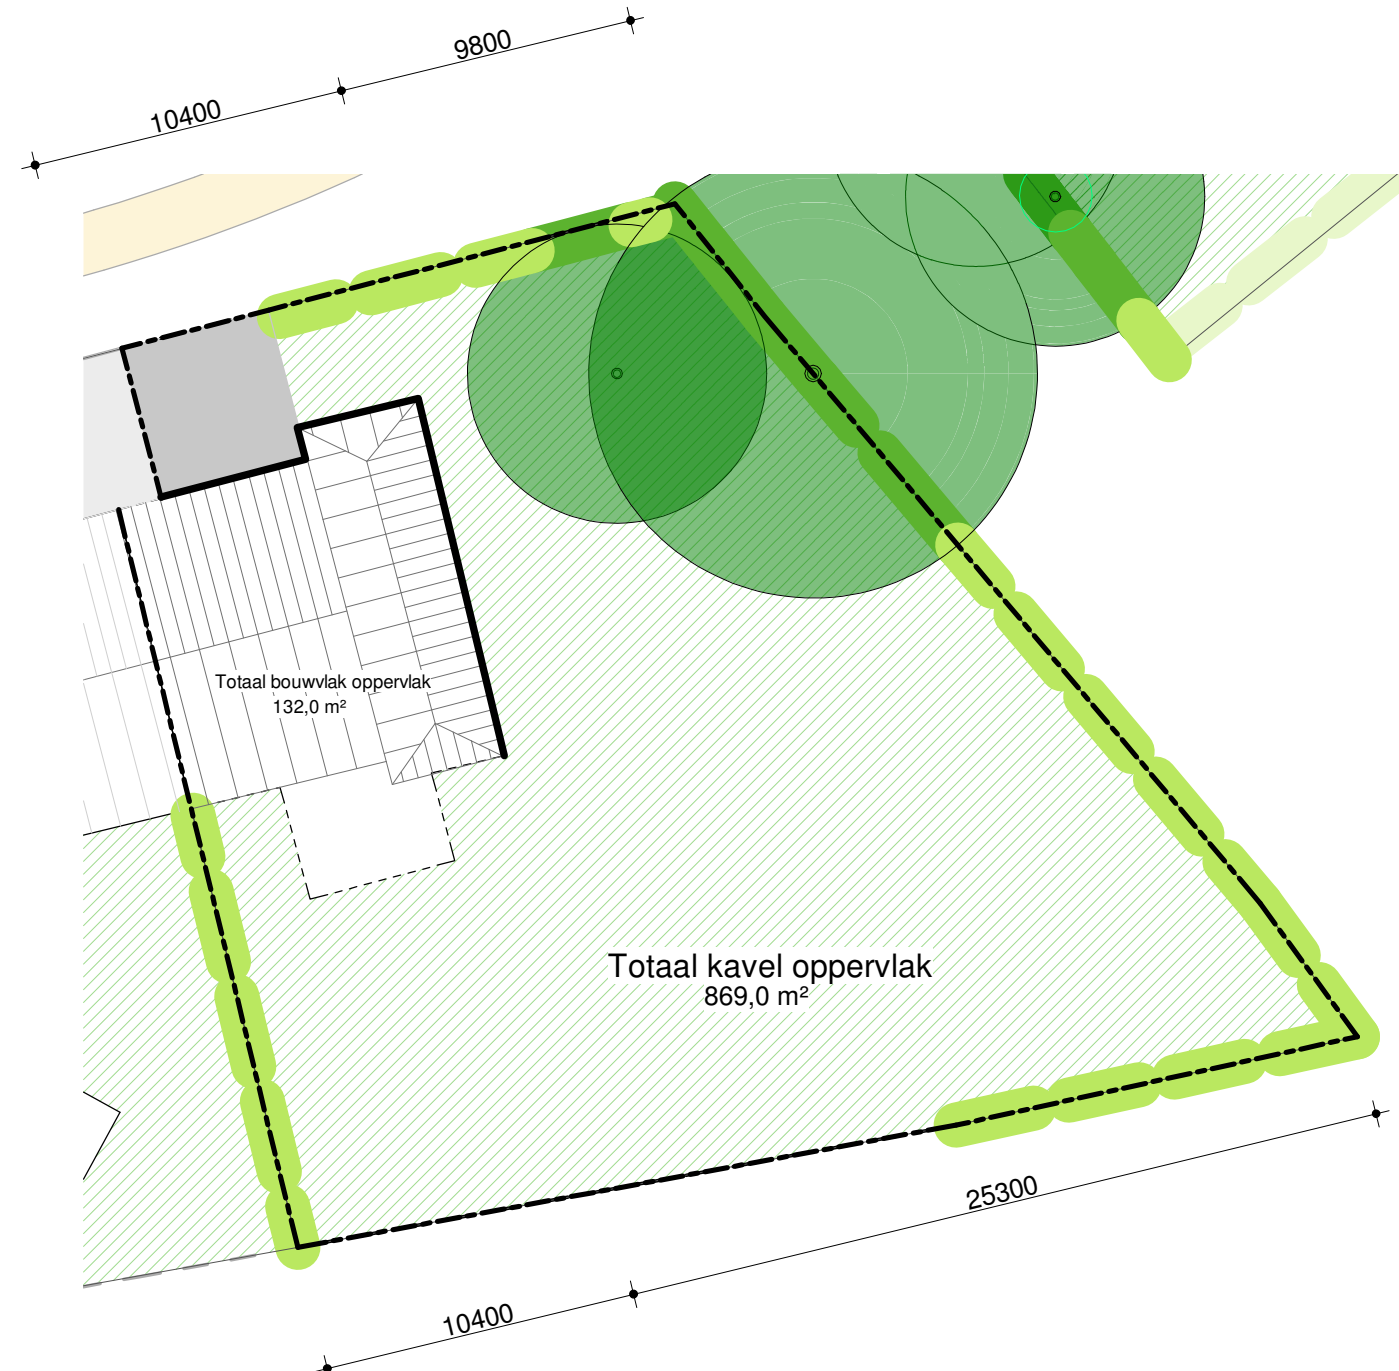 9800
10400
Totaal bouwvlak oppervlak
132,0 m²
Totaal kavel oppervlak
869,0 m²
25300
10400